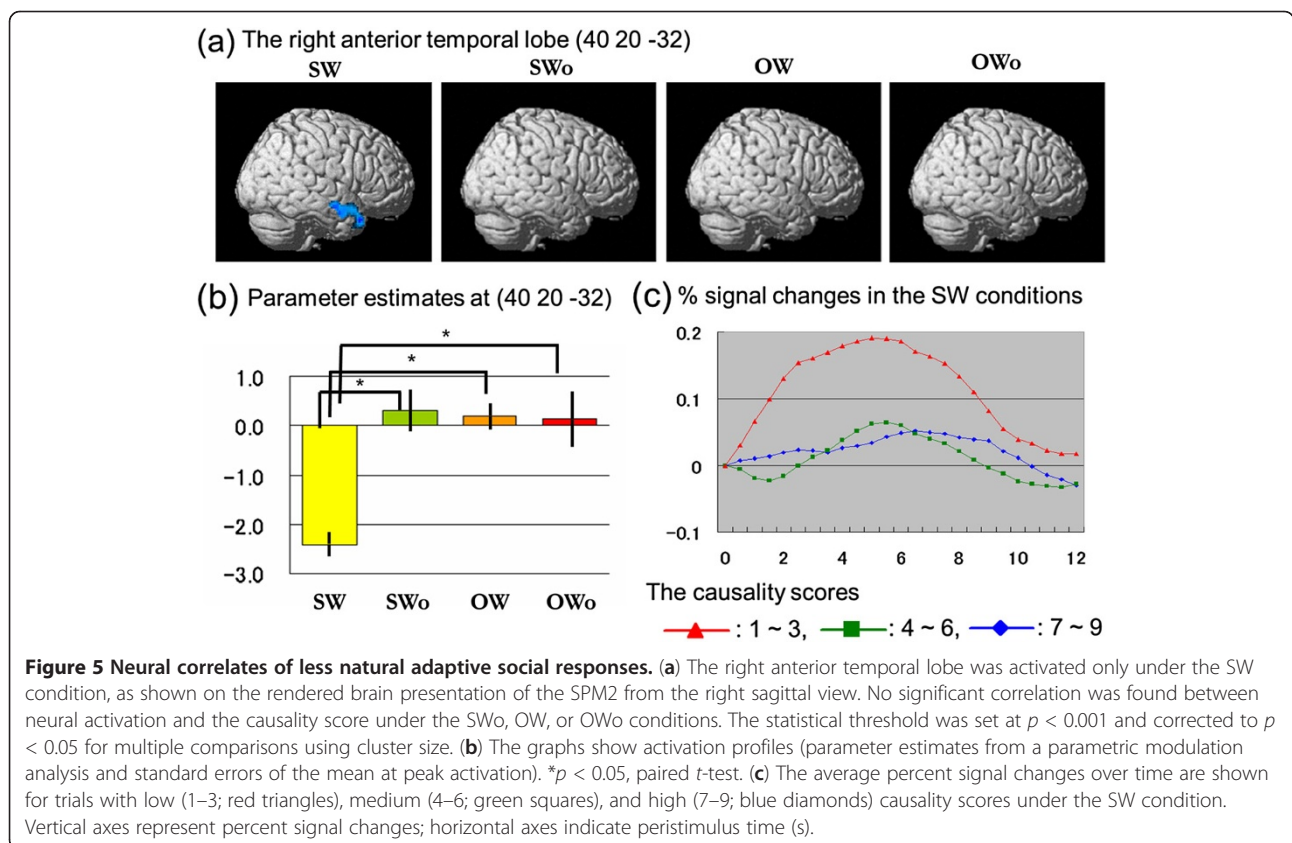 (a) The right anterior temporal lobe (40 20 -32)
SW SWo OW OWo
(b) Parameter estimates at (40 20 -32)
* 
*
*
1.0
0.0
-1.0
-2.0
-3.0
SW SWo OW OWo
(c) % signal changes in the SW conditions
0.2
0.1
0
-0.1
0 2 4 6 8 10 12
The causality scores
: 1 ~ 3, : 4 ~ 6, : 7 ~ 9
Figure 5 Neural correlates of less natural adaptive social responses. (a) The right anterior temporal lobe was activated only under the SW
condition, as shown on the rendered brain presentation of the SPM2 from the right sagittal view. No significant correlation was found between
neural activation and the causality score under the SWo, OW, or OWo conditions. The statistical threshold was set at p < 0.001 and corrected to p
< 0.05 for multiple comparisons using cluster size. (b) The graphs show activation profiles (parameter estimates from a parametric modulation
analysis and standard errors of the mean at peak activation). *p < 0.05, paired t-test. (c) The average percent signal changes over time are shown
for trials with low (1–3; red triangles), medium (4–6; green squares), and high (7–9; blue diamonds) causality scores under the SW condition.
Vertical axes represent percent signal changes; horizontal axes indicate peristimulus time (s).